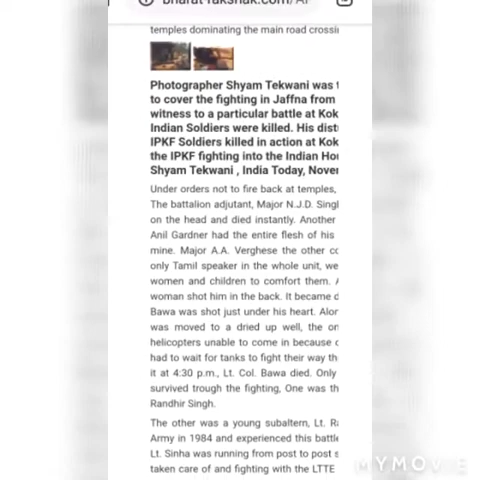 bharat-rakshak.com/AR
temples dominating the main road crossi
Photographer Shyam Tekwani was
to cover the fighting in Jaffna from
witness to a particular battle at Kok
Indian Soldiers were killed. His dist
IPKF Soldiers killed in action at Kok
the IPKF fighting into the Indian Ho
Shyam Tekwani , India Today, Nover
Under orders not to fire back at temples,
The battalion adjutant, Major N.J.D. Singl
on the head and died instantly. Another
Anil Gardner had the entire flesh of his
mine. Major A.A. Verghese the other co
only Tamil speaker in the whole unit, we
women and children to comfort them.
woman shot him in the back. It became d
Bawa was shot just under his heart. Alor
was moved to a dried up well, the on
helicopters unable to come in because
had to wait for tanks to fight their way th
it at 4:30 p.m., Lt. Col. Bawa died. Only
survived trough the fighting, One was th
Randhir Singh.
The other was a young subaltern, Lt. Ra
Army in 1984 and experienced this battle
Lt. Sinha was running from post to post s
taken care of and fighting with the LTTE
MYMOVIE